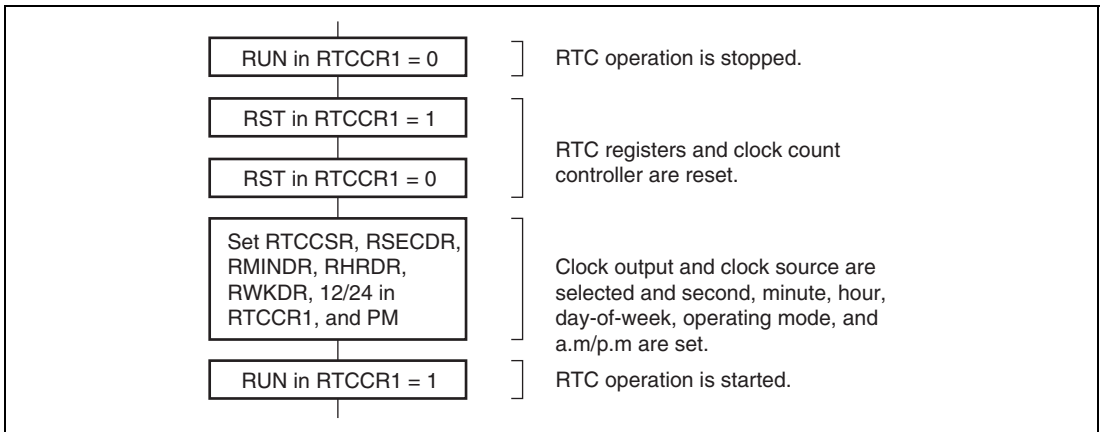 RUN in RTCCR1 = 0
RTC operation is stopped.
RST in RTCCR1 = 1
RST in RTCCR1 = 0
RTC registers and clock count
controller are reset.
Set RTCCSR, RSECDR,
RMINDR, RHRDR,
RWKDR, 12/24 in
RTCCR1, and PM
Clock output and clock source are
selected and second, minute, hour,
day-of-week, operating mode, and
a.m/p.m are set.
RUN in RTCCR1 = 1
RTC operation is started.